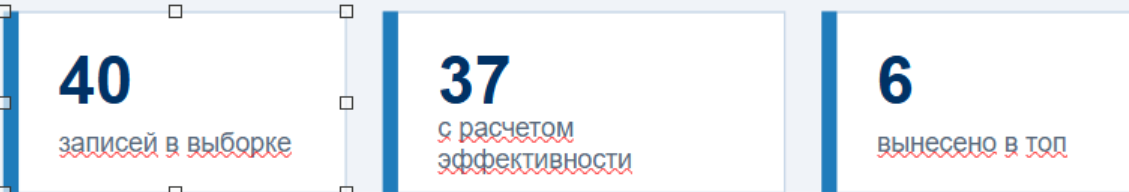 40
записей в выборке
37
с расчетом
эффективности
6
вынесено в топ